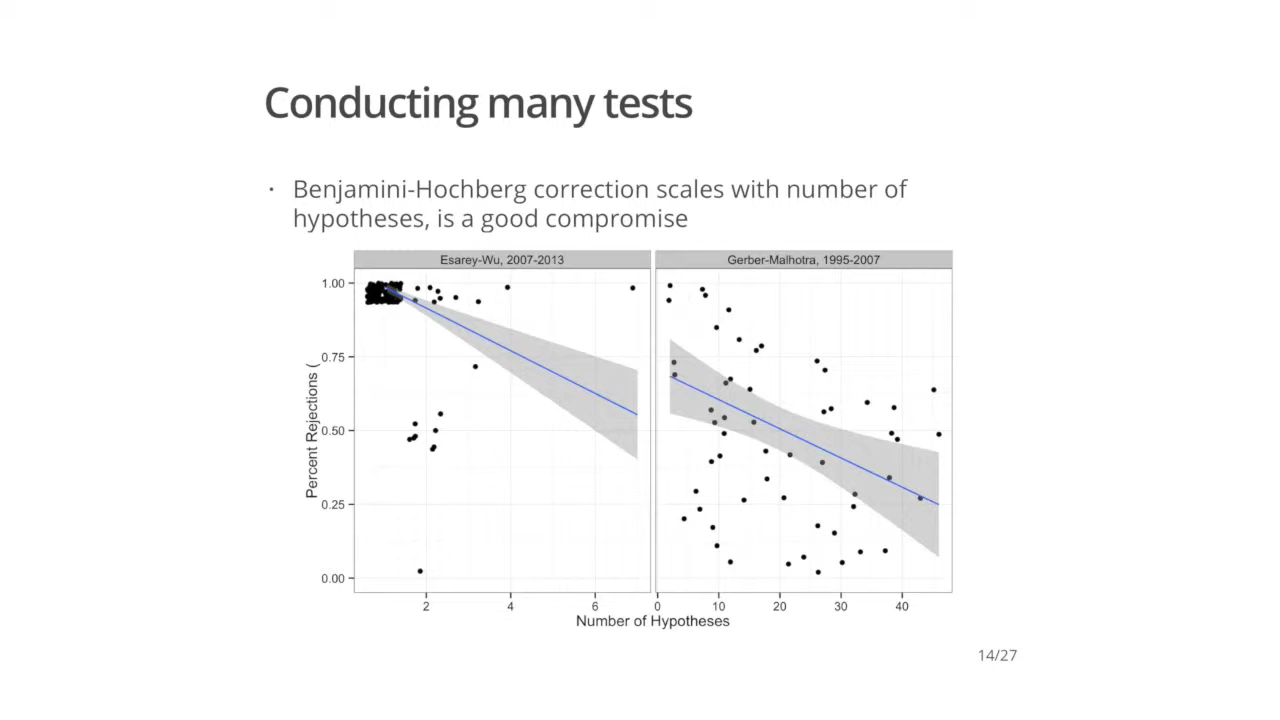 Conducting many tests
· Benjamini-Hochberg correction scales with number of
hypotheses, is a good compromise
Esarey-Wu, 2007-2013
Gerber-Malhotra, 1995-2007
Percent Rejections (
1.00
0.75
0.50
0.25
0.00
2 4 6
0 10 20 30 40
Number of Hypotheses
14/27